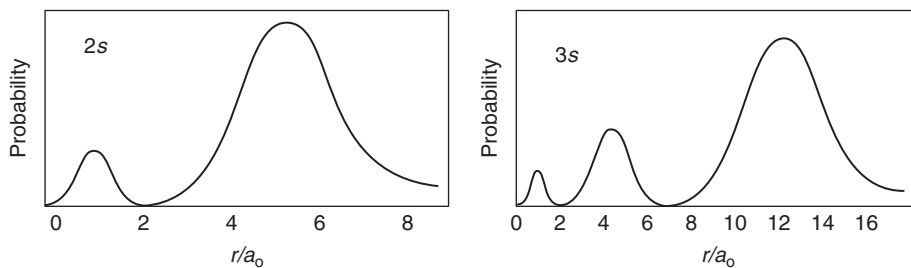 2s
Probability
0 2 4 6 8
r/aₒ
3s
Probability
0 2 4 6 8 10 12 14 16
r/aₒ